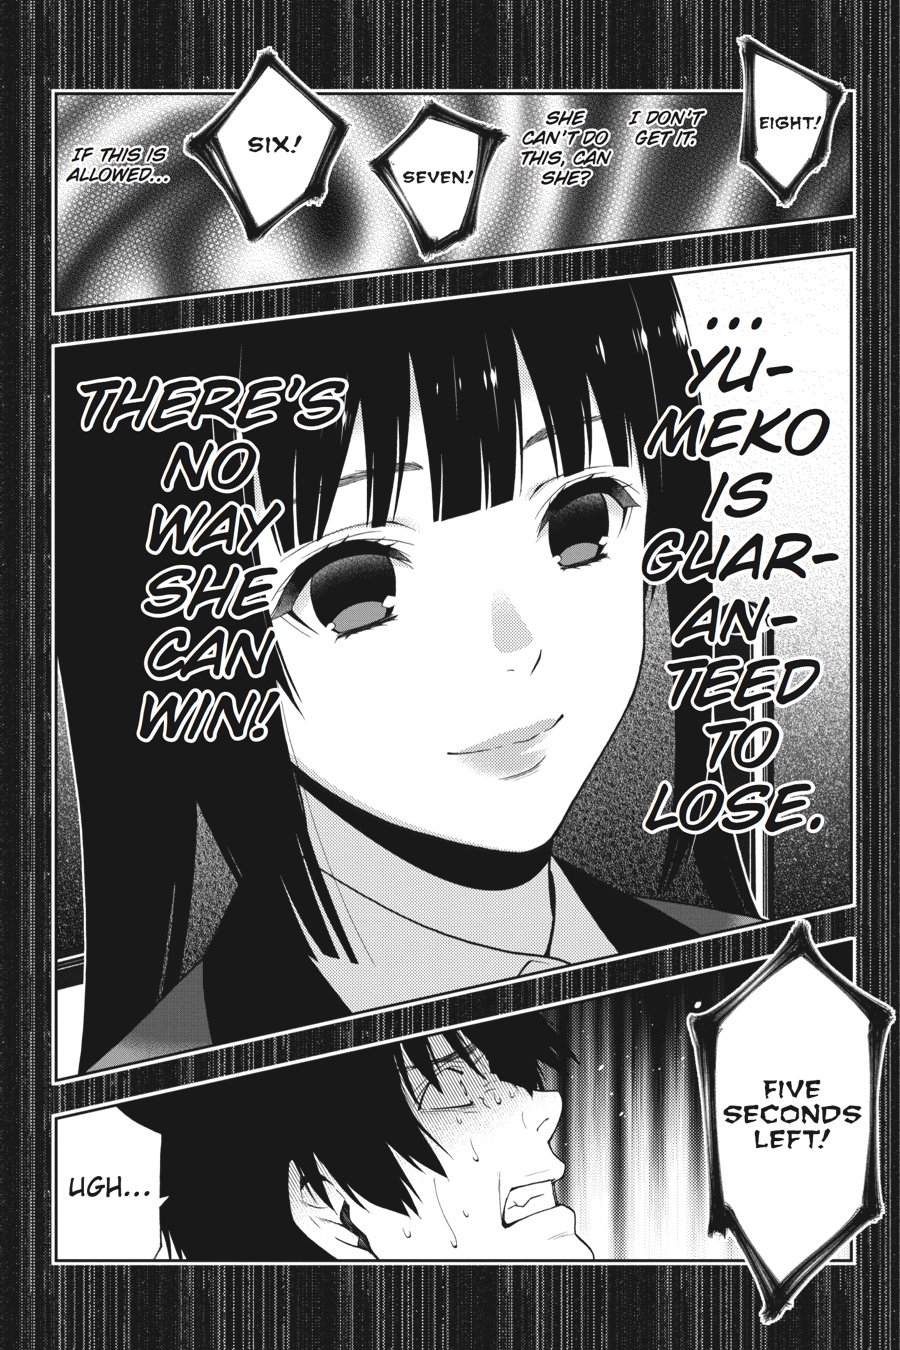 EIGHT!
I DON'T
GET IT.
SHE
CAN'T DO
THIS, CAN
SHE?
SEVEN!
SIX!
IF THIS IS
ALLOWED...
...
YU-
MEKO
IS
GUAR-
AN-
TEED
TO
LOSE.
THERE'S
NO
WAY
SHE
CAN
WIN!
FIVE
SECONDS
LEFT!
UGH...